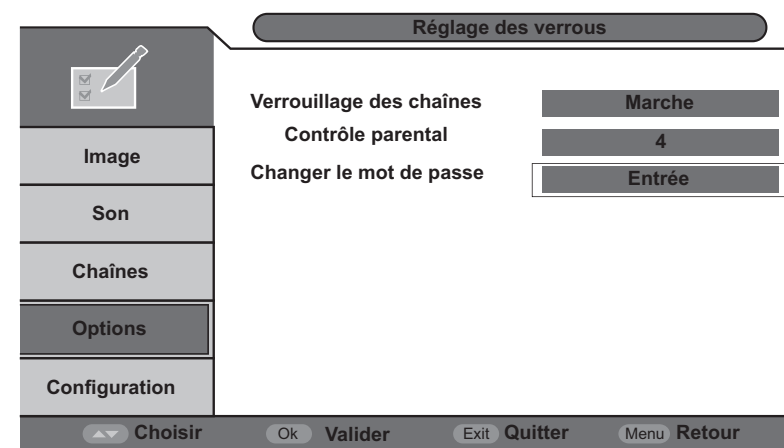 Réglage des verrous
Verrouillage des chaînes Marche
Contrôle parental 4
Changer le mot de passe Entrée
Image
Son
Chaînes
Options
Configuration
Choisir Ok Valider Exit Quitter Menu Retour